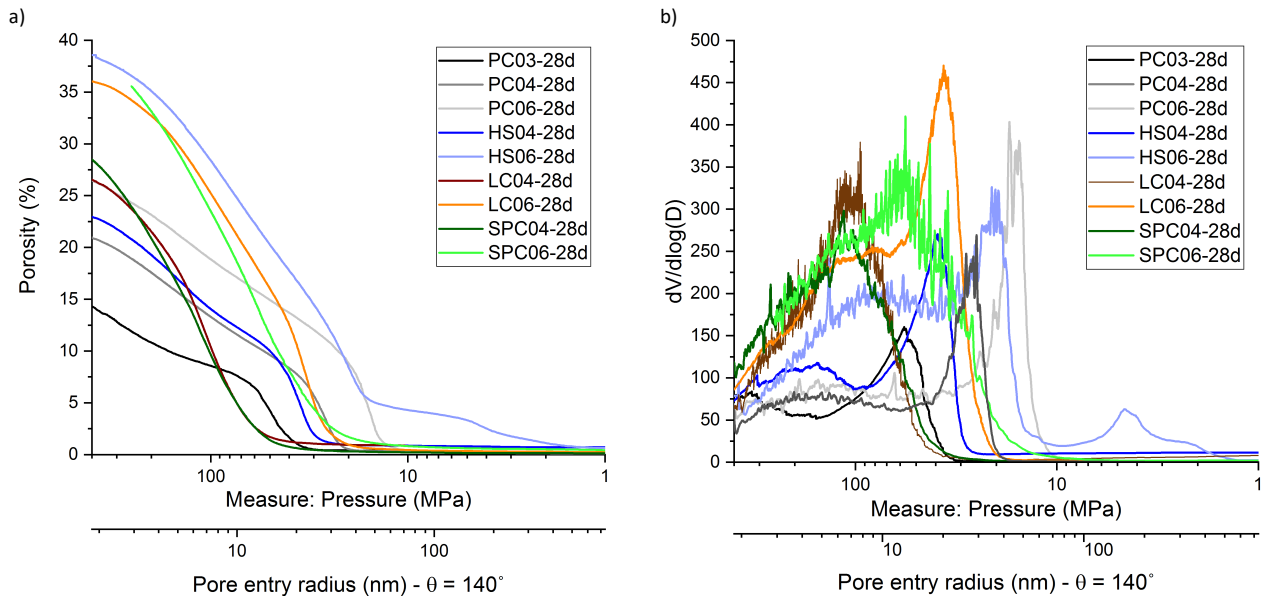 a)
40
35
30
25
20
15
10
5
0
Porosity (%)
PC03-28d
PC04-28d
PC06-28d
HS04-28d
HS06-28d
LC04-28d
LC06-28d
SPC04-28d
SPC06-28d
100 10 1
Measure: Pressure (MPa)
10 100
Pore entry radius (nm) - θ = 140˚
b)
500
450
400
350
300
250
200
150
100
50
0
dV/dlog(D)
PC03-28d
PC04-28d
PC06-28d
HS04-28d
HS06-28d
LC04-28d
LC06-28d
SPC04-28d
SPC06-28d
100 10 1
Measure: Pressure (MPa)
10 100
Pore entry radius (nm) - θ = 140˚